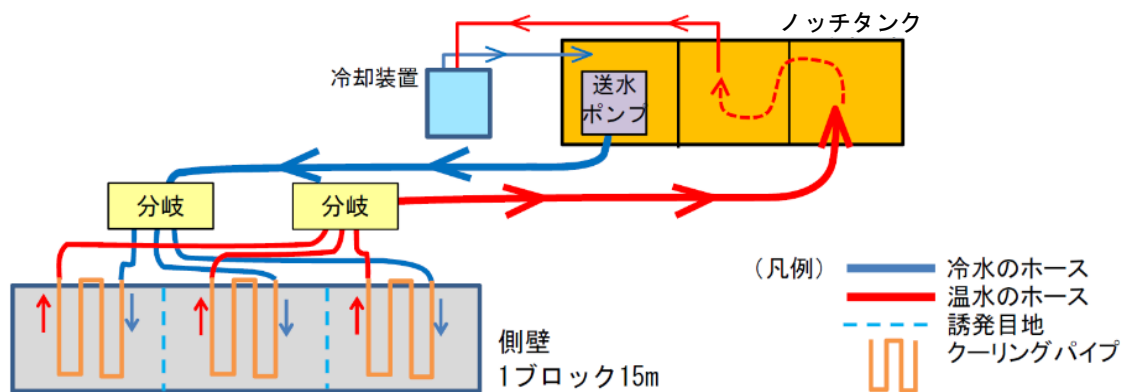 ノッチタンク
冷却装置
送水
ポンプ
分岐
分岐
(凡例)
冷水のホース
温水のホース
誘発目地
クーリングパイプ
側壁
1ブロック15m